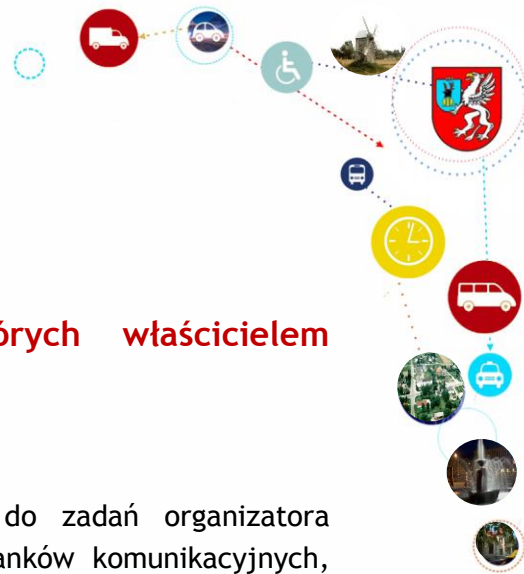 órych właścicielem
do zadań organizatora
anków komunikacyjnych,